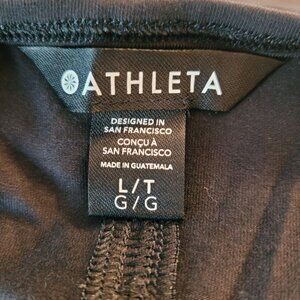 ATHLETA
DESIGNED IN
SAN FRANCISCO
CONÇU À
SAN FRANCISCO
MADE IN GUATEMALA
L/T
G/G